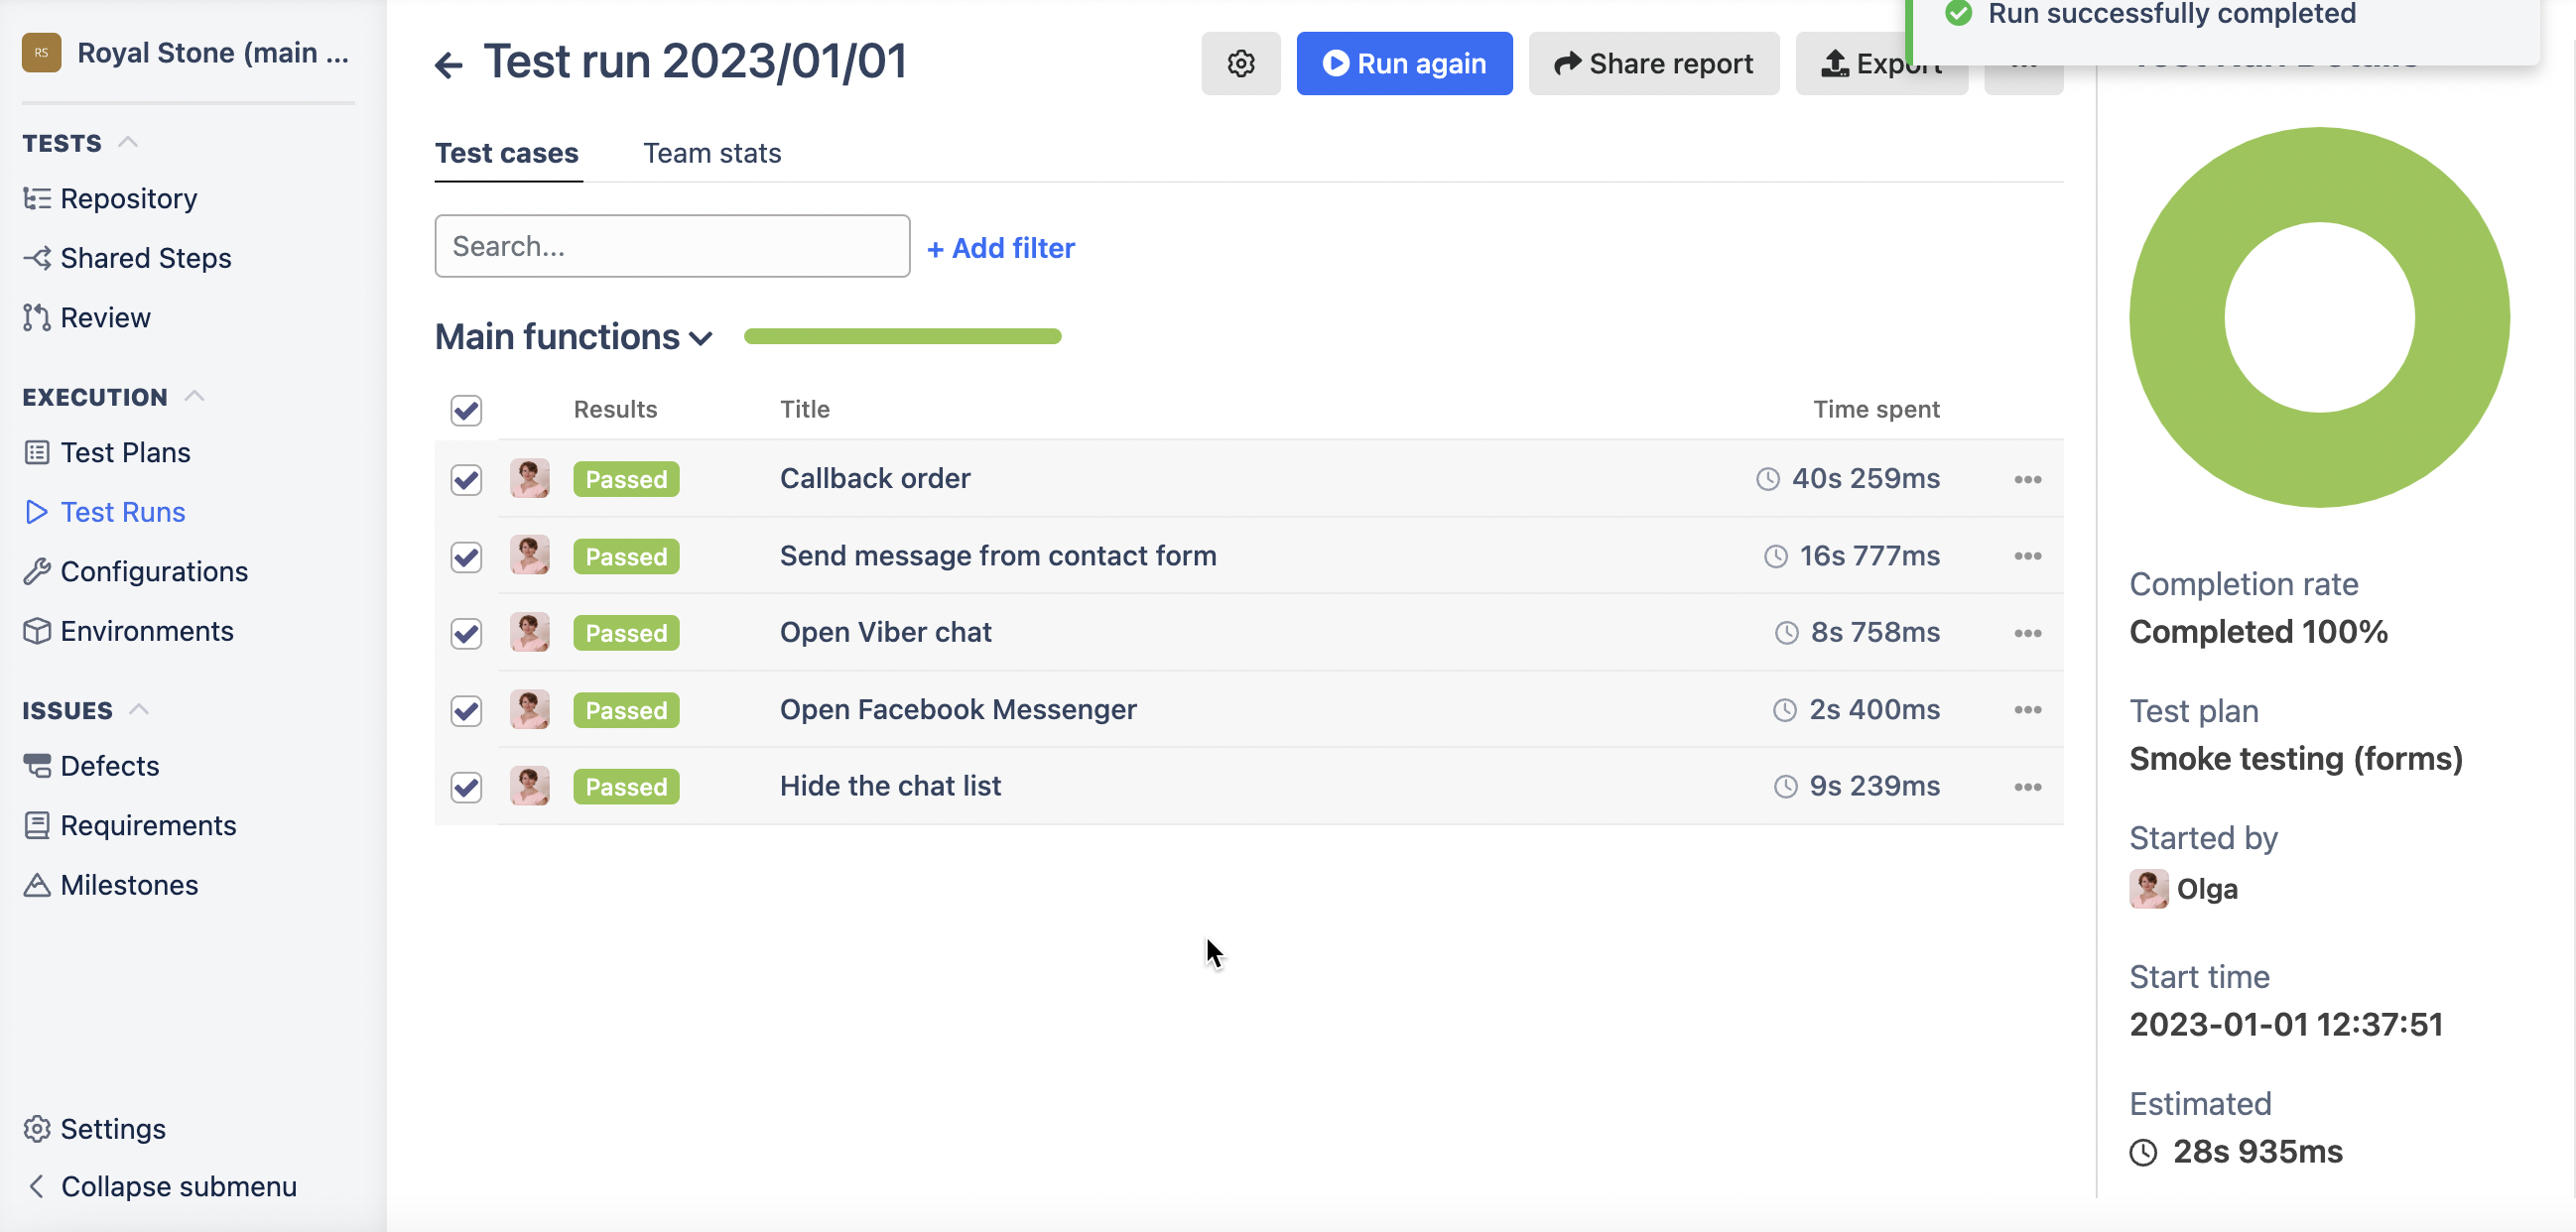 RS
Royal Stone (main ...
TESTS
Repository
Shared Steps
Review
EXECUTION
Test Plans
Test Runs
Configurations
Environments
ISSUES
Defects
Requirements
Milestones
Settings
Collapse submenu
Test run 2023/01/01
Run again
Share report
Export
Run successfully completed
Test cases
Team stats
Search...
+ Add filter
Main functions
Results Title Time spent
Passed Callback order 40s 259ms
Passed Send message from contact form 16s 777ms
Passed Open Viber chat 8s 758ms
Passed Open Facebook Messenger 2s 400ms
Passed Hide the chat list 9s 239ms
Completion rate
Completed 100%
Test plan
Smoke testing (forms)
Started by
Olga
Start time
2023-01-01 12:37:51
Estimated
28s 935ms